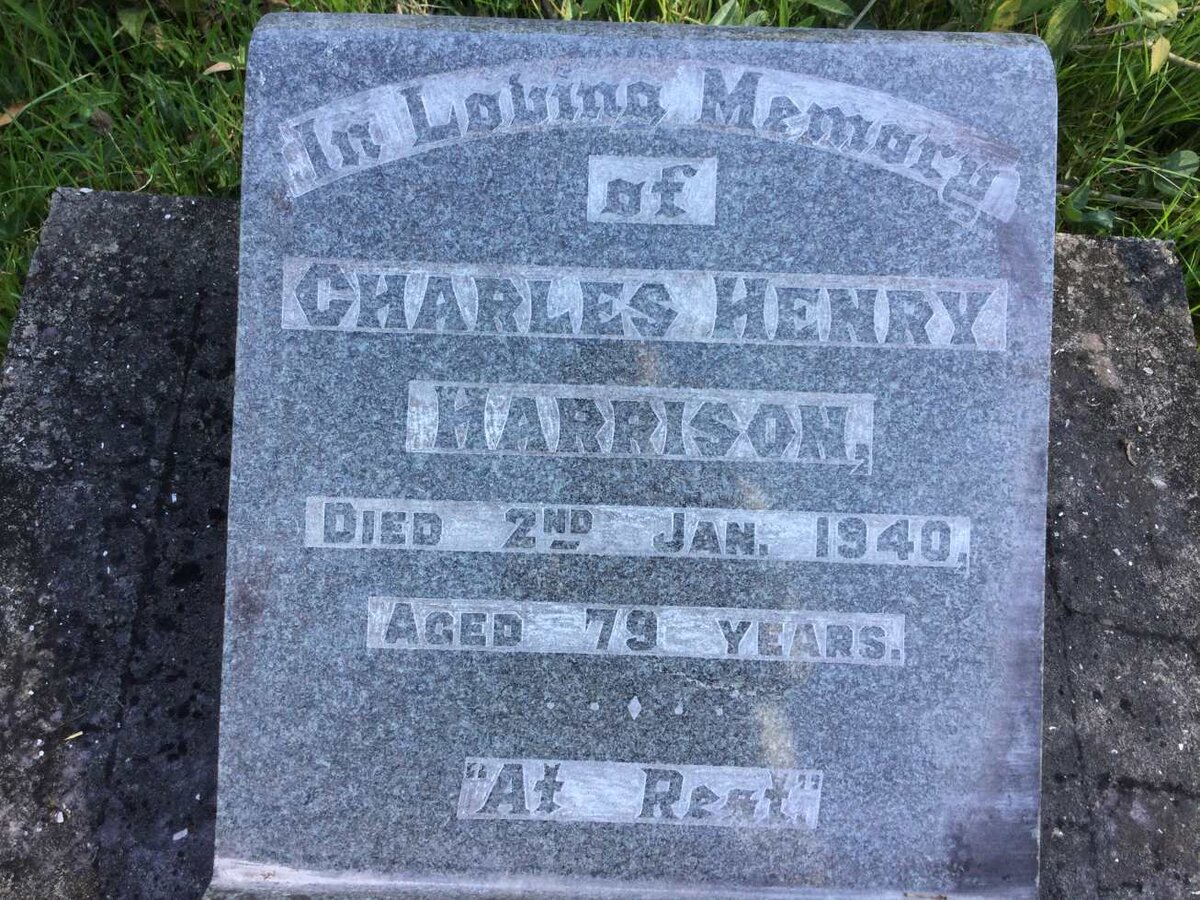 In Loving Memory
of
CHARLES HENRY
HARRISON,
DIED 2ND JAN. 1940,
AGED 79 YEARS.
"At Rest"